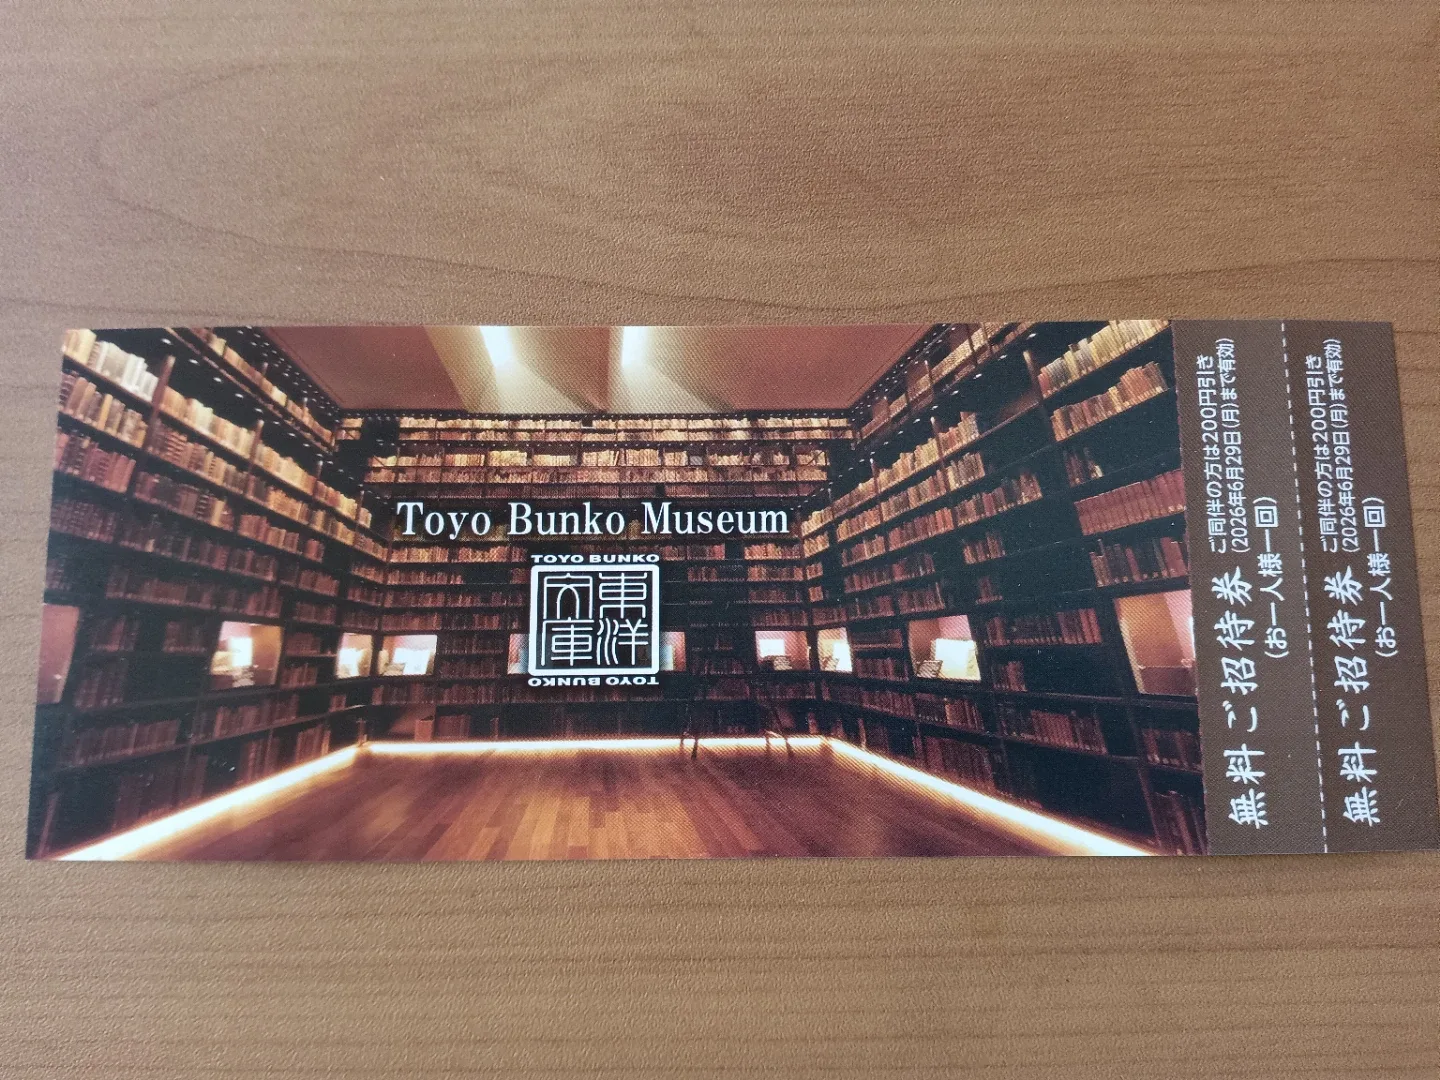 Toyo Bunko Museum
TOYO BUNKO
東洋
文庫
TOYO BUNKO
無料ご招待券
ご同伴の方は200円引き
(2026年6月29日(月)まで有効)
(お一人様一回)
無料ご招待券
ご同伴の方は200円引き
(2026年6月29日(月)まで有効)
(お一人様一回)